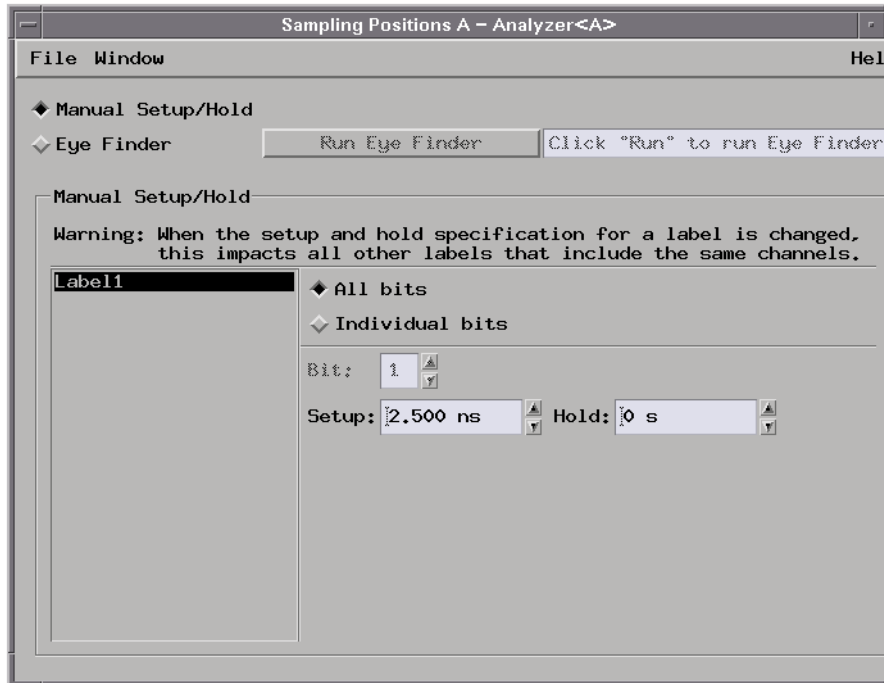 Sampling Positions A - Analyzer<A>
File Window Hel
Manual Setup/Hold
Eye Finder Run Eye Finder Click "Run" to run Eye Finder
Manual Setup/Hold
Warning: When the setup and hold specification for a label is changed,
this impacts all other labels that include the same channels.
Label1
All bits
Individual bits
Bit: 1
Setup: 2.500 ns Hold: 0 s